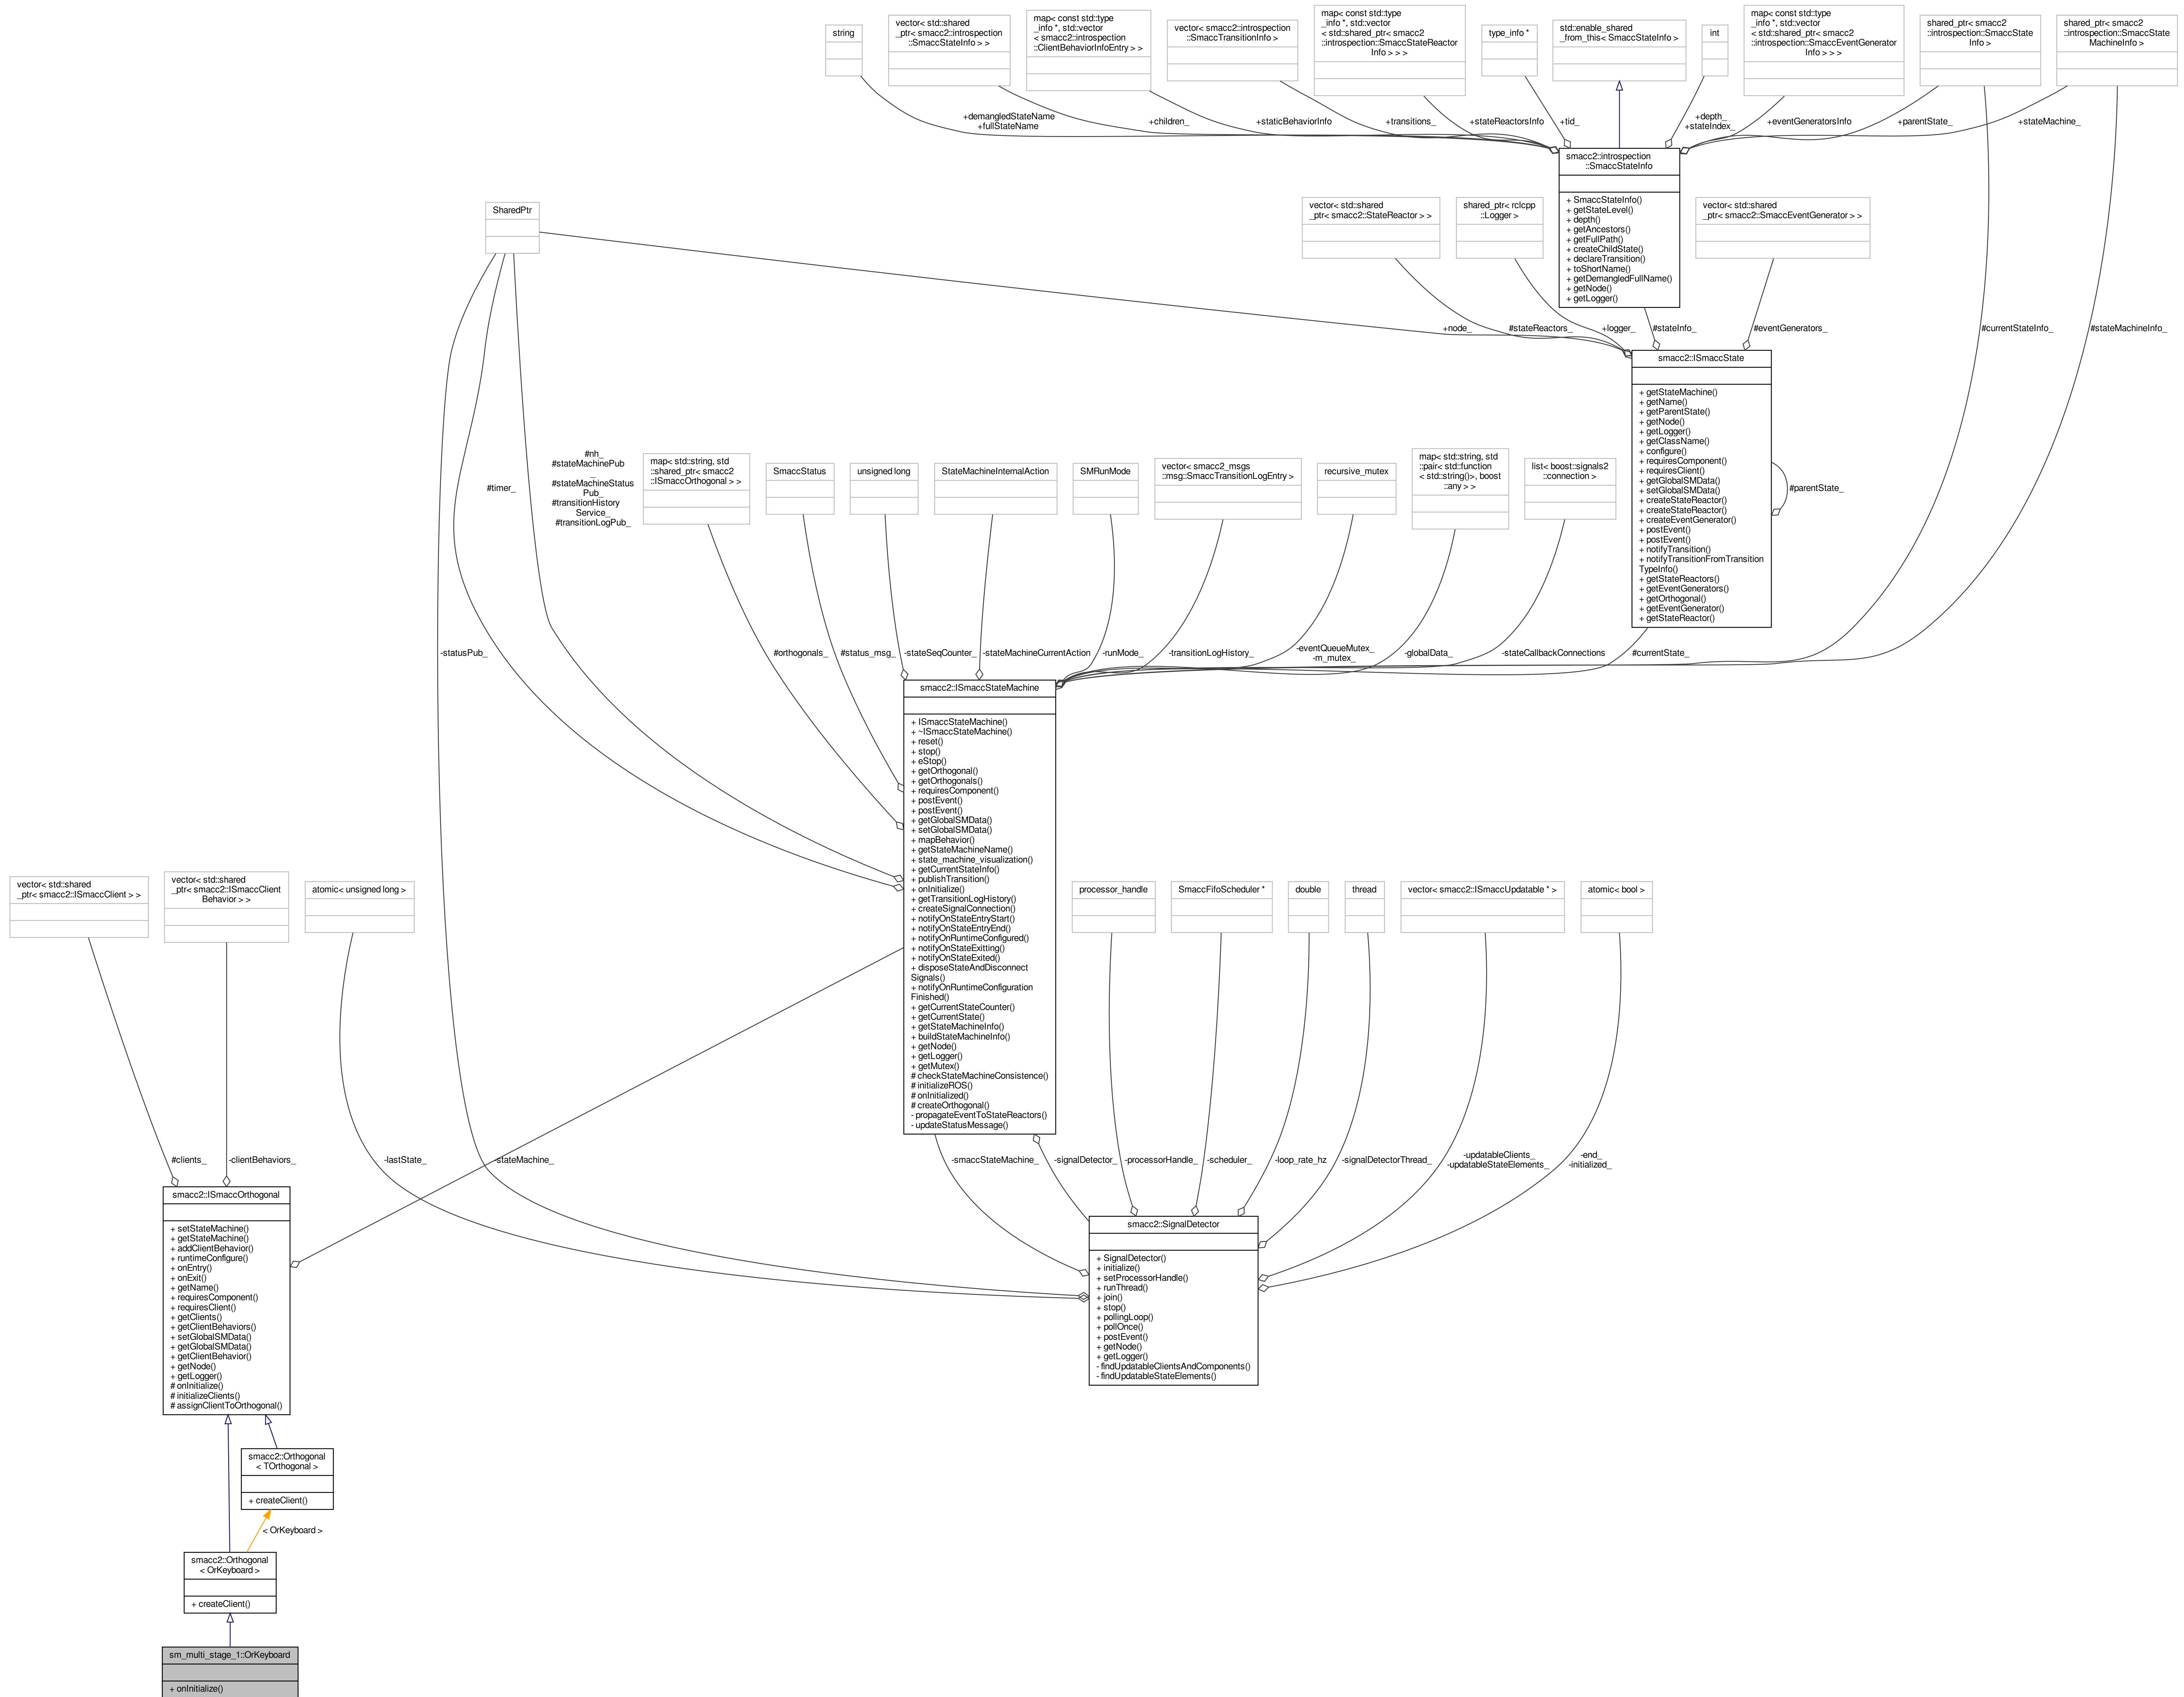 string
vector< std::shared
_ptr< smacc2::introspection
::SmaccStateInfo > >
map< const std::type
_info *, std::vector
< smacc2::introspection
::ClientBehaviorInfoEntry > >
vector< smacc2::introspection
::SmaccTransitionInfo >
map< const std::type
_info *, std::vector
< std::shared_ptr< smacc2
::introspection::SmaccStateReactor
Info > > >
type_info *
std::enable_shared
_from_this< SmaccStateInfo >
int
map< const std::type
_info *, std::vector
< std::shared_ptr< smacc2
::introspection::SmaccEventGenerator
Info > > >
shared_ptr< smacc2
::introspection::SmaccState
Info >
shared_ptr< smacc2
::introspection::SmaccState
MachineInfo >
+demangledStateName
+fullStateName
+children_
+staticBehaviorInfo
+transitions_
+stateReactorsInfo
+tid_
+depth_
+stateIndex_
+eventGeneratorsInfo
+parentState_
+stateMachine_
smacc2::introspection
::SmaccStateInfo
+ SmaccStateInfo()
+ getStateLevel()
+ depth()
+ getAncestors()
+ getFullPath()
+ createChildState()
+ declareTransition()
+ toShortName()
+ getDemangledFullName()
+ getNode()
+ getLogger()
SharedPtr
vector< std::shared
_ptr< smacc2::StateReactor > >
shared_ptr< rclcpp
::Logger >
vector< std::shared
_ptr< smacc2::SmaccEventGenerator > >
+node_
#stateReactors_
+logger_
#stateInfo_
#eventGenerators_
#currentStateInfo_
#stateMachineInfo_
smacc2::ISmaccState
+ getStateMachine()
+ getName()
+ getParentState()
+ getNode()
+ getLogger()
+ getClassName()
+ configure()
+ requiresComponent()
+ requiresClient()
+ getGlobalSMData()
+ setGlobalSMData()
+ createStateReactor()
+ createStateReactor()
+ createEventGenerator()
+ postEvent()
+ postEvent()
+ notifyTransition()
+ notifyTransitionFromTransition
TypeInfo()
+ getStateReactors()
+ getEventGenerators()
+ getOrthogonal()
+ getEventGenerator()
+ getStateReactor()
#parentState_
#timer_
#nh_
#stateMachinePub
_
#stateMachineStatus
Pub_
#transitionHistory
Service_
#transitionLogPub_
map< std::string, std
::shared_ptr< smacc2
::ISmaccOrthogonal > >
SmaccStatus
unsigned long
StateMachineInternalAction
SMRunMode
vector< smacc2_msgs
::msg::SmaccTransitionLogEntry >
recursive_mutex
map< std::string, std
::pair< std::function
< std::string()>, boost
::any > >
list< boost::signals2
::connection >
-statusPub_
#orthogonals_
#status_msg_
-stateSeqCounter_
-stateMachineCurrentAction
-runMode_
-transitionLogHistory_
-eventQueueMutex_
-m_mutex_
-globalData_
-stateCallbackConnections
#currentState_
smacc2::ISmaccStateMachine
+ ISmaccStateMachine()
+ ~ISmaccStateMachine()
+ reset()
+ stop()
+ eStop()
+ getOrthogonal()
+ getOrthogonals()
+ requiresComponent()
+ postEvent()
+ postEvent()
+ getGlobalSMData()
+ setGlobalSMData()
+ mapBehavior()
+ getStateMachineName()
+ state_machine_visualization()
+ getCurrentStateInfo()
+ publishTransition()
+ onInitialize()
+ getTransitionLogHistory()
+ createSignalConnection()
+ notifyOnStateEntryStart()
+ notifyOnStateEntryEnd()
+ notifyOnRuntimeConfigured()
+ notifyOnStateExitting()
+ notifyOnStateExited()
+ disposeStateAndDisconnect
Signals()
+ notifyOnRuntimeConfiguration
Finished()
+ getCurrentStateCounter()
+ getCurrentState()
+ getStateMachineInfo()
+ buildStateMachineInfo()
+ getNode()
+ getLogger()
+ getMutex()
# checkStateMachineConsistence()
# initializeROS()
# onInitialized()
# createOrthogonal()
- propagateEventToStateReactors()
- updateStatusMessage()
vector< std::shared
_ptr< smacc2::ISmaccClient > >
vector< std::shared
_ptr< smacc2::ISmaccClient
Behavior > >
atomic< unsigned long >
processor_handle
SmaccFifoScheduler *
double
thread
vector< smacc2::ISmaccUpdatable * >
atomic< bool >
#clients_
-clientBehaviors_
-lastState_
-stateMachine_
-smaccStateMachine_
-signalDetector_
-processorHandle_
-scheduler_
-loop_rate_hz
-signalDetectorThread_
-updatableClients_
-updatableStateElements_
-end_
-initialized_
smacc2::ISmaccOrthogonal
+ setStateMachine()
+ getStateMachine()
+ addClientBehavior()
+ runtimeConfigure()
+ onEntry()
+ onExit()
+ getName()
+ requiresComponent()
+ requiresClient()
+ getClients()
+ getClientBehaviors()
+ setGlobalSMData()
+ getGlobalSMData()
+ getClientBehavior()
+ getNode()
+ getLogger()
# onInitialize()
# initializeClients()
# assignClientToOrthogonal()
smacc2::SignalDetector
+ SignalDetector()
+ initialize()
+ setProcessorHandle()
+ runThread()
+ join()
+ stop()
+ pollingLoop()
+ pollOnce()
+ postEvent()
+ getNode()
+ getLogger()
- findUpdatableClientsAndComponents()
- findUpdatableStateElements()
smacc2::Orthogonal
< TOrthogonal >
+ createClient()
< OrKeyboard >
smacc2::Orthogonal
< OrKeyboard >
+ createClient()
sm_multi_stage_1::OrKeyboard
+ onInitialize()